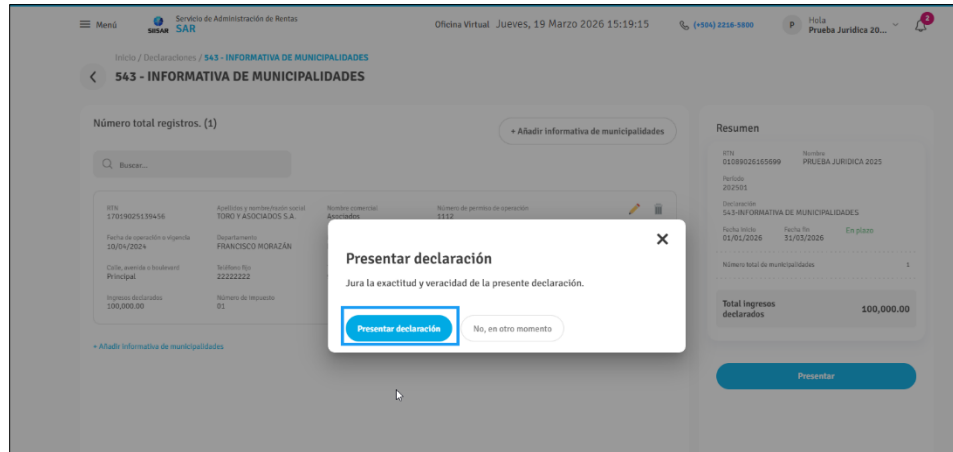 Menú
SIISAR
Servicio de Administración de Rentas
SAR
Oficina Virtual Jueves, 19 Marzo 2026 15:19:15
(+504) 2216-5800
P
Hola
Prueba Juridica 20...
2
Inicio / Declaraciones / 543 - INFORMATIVA DE MUNICIPALIDADES
543 - INFORMATIVA DE MUNICIPALIDADES
Número total registros. (1)
+ Añadir informativa de municipalidades
Buscar...
RTN
17019025139456
Apellidos y nombre/razón social
TORO Y ASOCIADOS S.A.
Nombre comercial
Asociados
Número de permiso de operación
1112
Fecha de operación o vigencia
10/04/2024
Departamento
FRANCISCO MORAZÁN
Calle, avenida o boulevard
Principal
Teléfono fijo
22222222
Ingresos declarados
100,000.00
Número de impuesto
01
+ Añadir informativa de municipalidades
Presentar declaración
Jura la exactitud y veracidad de la presente declaración.
Presentar declaración
No, en otro momento
Resumen
RTN
01089026165699
Nombre
PRUEBA JURIDICA 2025
Periodo
202501
Declaración
543-INFORMATIVA DE MUNICIPALIDADES
Fecha inicio
01/01/2026
Fecha fin
31/03/2026
En plazo
Número total de municipalidades
1
Total ingresos
declarados
100,000.00
Presentar